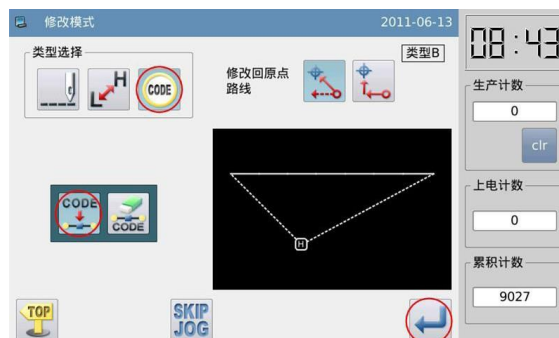 修改模式
2011-06-13
08:43
类型选择
类型B
H
L
CODE
修改回原点
路线
生产计数
0
clr
CODE
CODE
H
上电计数
0
累积计数
9027
TOP
SKIP
JOG